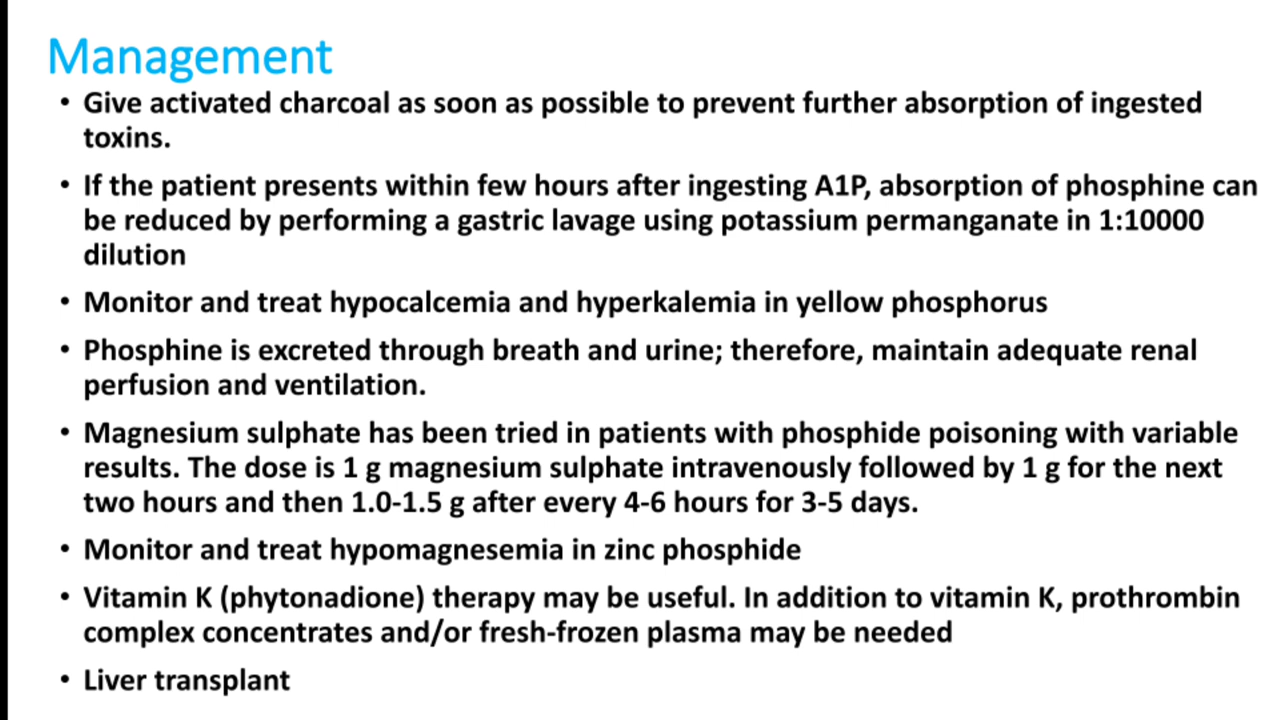 Management
• Give activated charcoal as soon as possible to prevent further absorption of ingested
toxins.
• If the patient presents within few hours after ingesting A1P, absorption of phosphine can
be reduced by performing a gastric lavage using potassium permanganate in 1:10000
dilution
• Monitor and treat hypocalcemia and hyperkalemia in yellow phosphorus
• Phosphine is excreted through breath and urine; therefore, maintain adequate renal
perfusion and ventilation.
• Magnesium sulphate has been tried in patients with phosphide poisoning with variable
results. The dose is 1 g magnesium sulphate intravenously followed by 1 g for the next
two hours and then 1.0-1.5 g after every 4-6 hours for 3-5 days.
• Monitor and treat hypomagnesemia in zinc phosphide
• Vitamin K (phytonadione) therapy may be useful. In addition to vitamin K, prothrombin
complex concentrates and/or fresh-frozen plasma may be needed
• Liver transplant